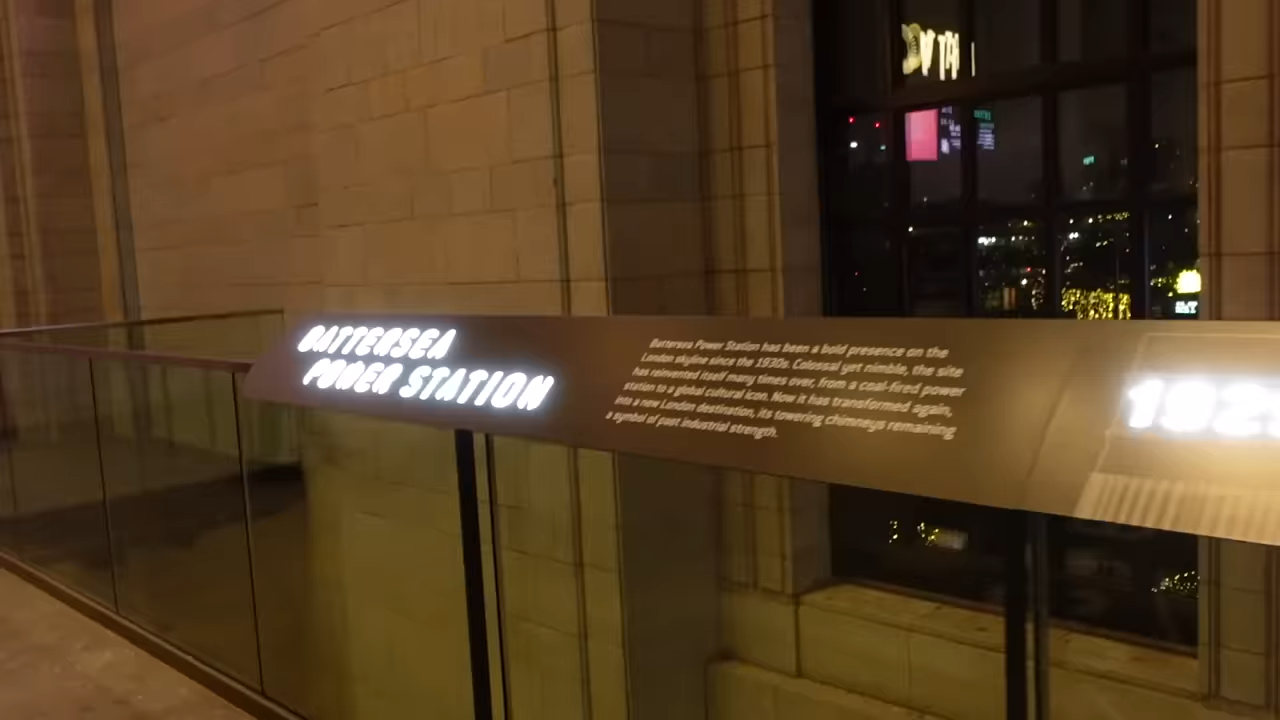 BATTERSEA
POWER STATION
Battersea Power Station has been a bold presence on the
London skyline since the 1930s. Colossal yet nimble, the site
has reinvented itself many times over, from a coal-fired power
station to a global cultural icon. Now it has transformed again,
into a new London destination, its towering chimneys remaining
a symbol of past industrial strength.